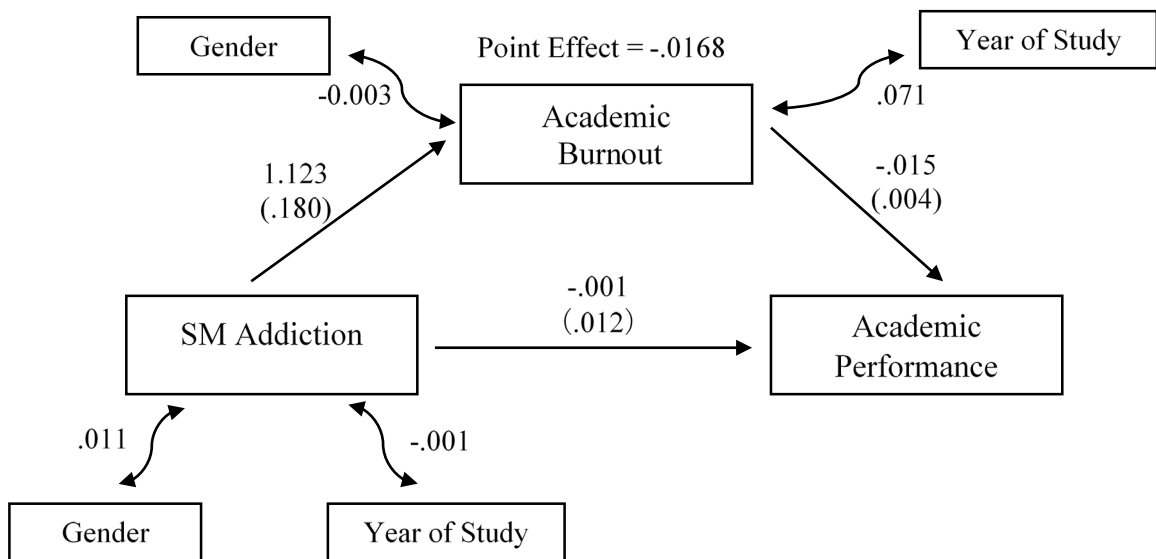 Gender
Point Effect = -.0168
Year of Study
-0.003
.071
Academic
Burnout
1.123
(.180)
-.015
(.004)
-.001
(.012)
SM Addiction
Academic
Performance
.011
-.001
Gender
Year of Study